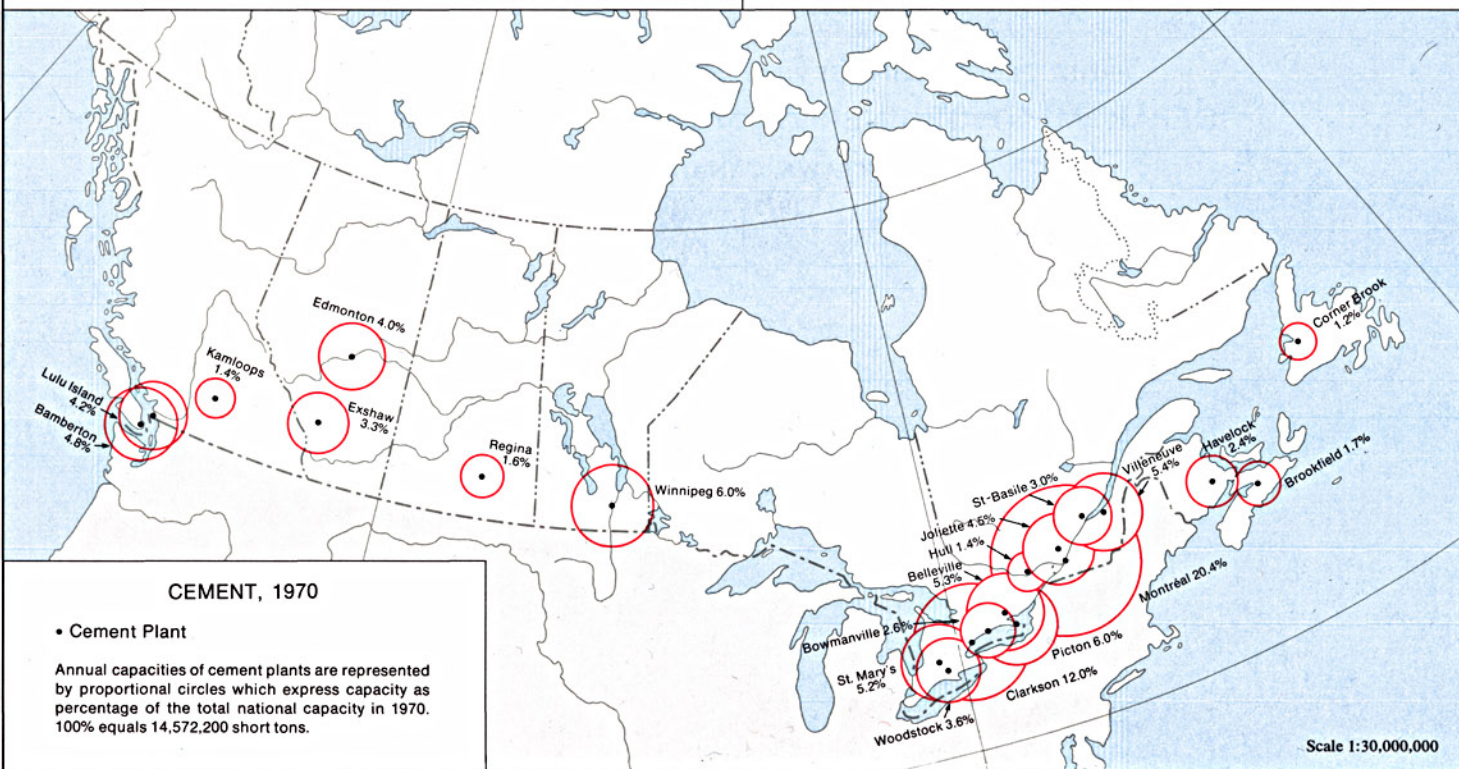 Edmonton 4.0%
Kamloops
1.4%
Lulu Island
4.2%
Bamberton
4.8%
Exshaw
3.3%
Regina
1.6%
Winnipeg 6.0%
Corner Brook
1.2%
Havelock
2.4%
Brookfield 1.7%
Villeneuve
5.4%
St-Basile 3.0%
Joliette 4.6%
Hull 1.4%
Belleville
5.3%
Montréal 20.4%
Bowmanville 2.6%
Picton 6.0%
St. Mary's
5.2%
Clarkson 12.0%
Woodstock 3.6%
CEMENT, 1970
• Cement Plant
Annual capacities of cement plants are represented
by proportional circles which express capacity as
percentage of the total national capacity in 1970.
100% equals 14,572,200 short tons.
Scale 1:30,000,000